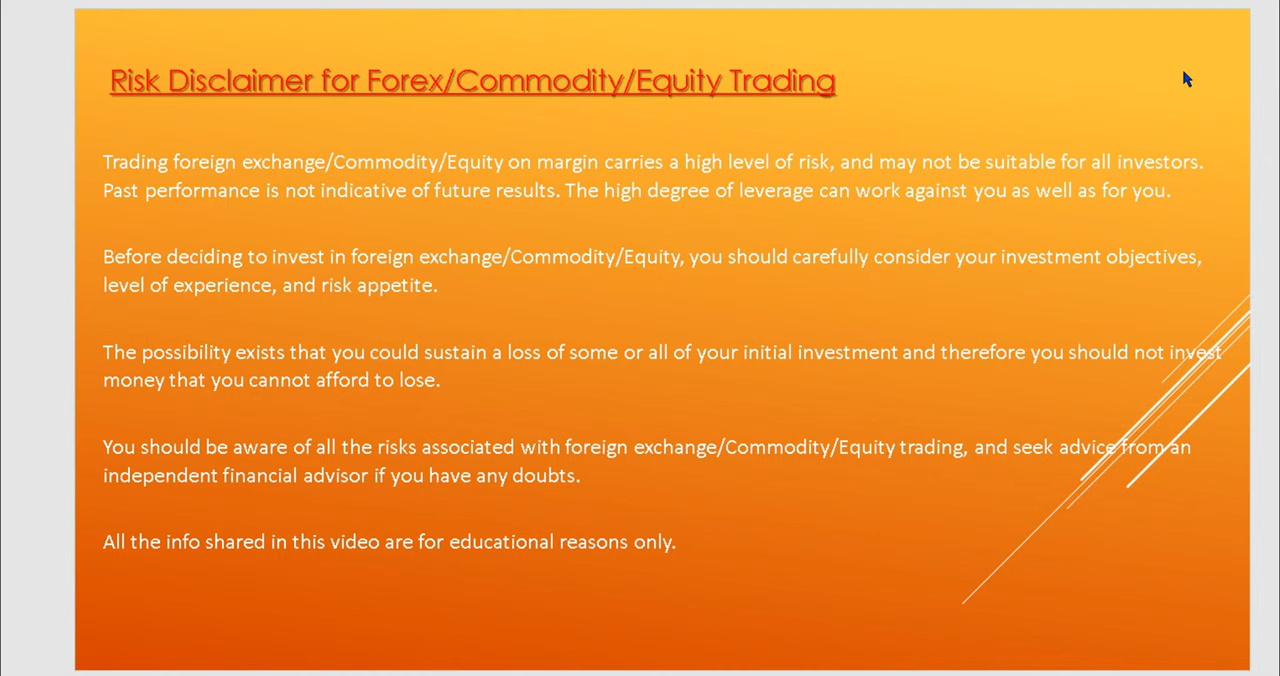 Risk Disclaimer for Forex/Commodity/Equity Trading
Trading foreign exchange/Commodity/Equity on margin carries a high level of risk, and may not be suitable for all investors.
Past performance is not indicative of future results. The high degree of leverage can work against you as well as for you.
Before deciding to invest in foreign exchange/Commodity/Equity, you should carefully consider your investment objectives,
level of experience, and risk appetite.
The possibility exists that you could sustain a loss of some or all of your initial investment and therefore you should not invest
money that you cannot afford to lose.
You should be aware of all the risks associated with foreign exchange/Commodity/Equity trading, and seek advice from an
independent financial advisor if you have any doubts.
All the info shared in this video are for educational reasons only.